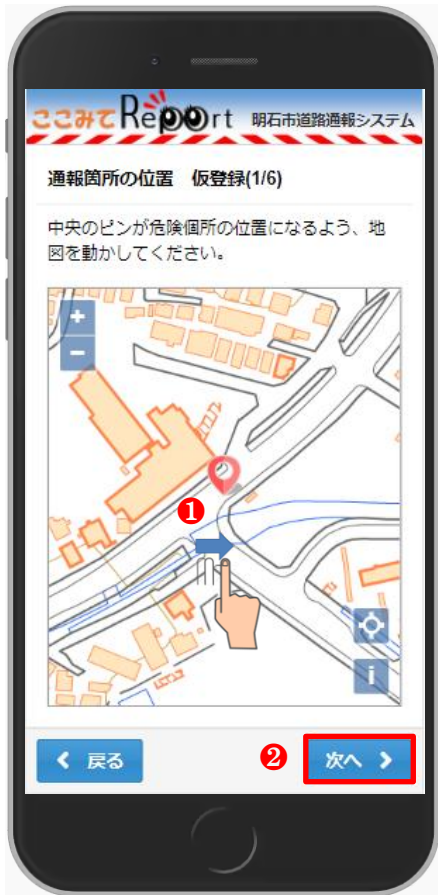 ここみてRepOrt 明石市道路通報システム
通報箇所の位置 仮登録(1/6)
中央のピンが危険個所の位置になるよう、地
図を動かしてください。
+
−
❶
i
戻る
❷
次へ